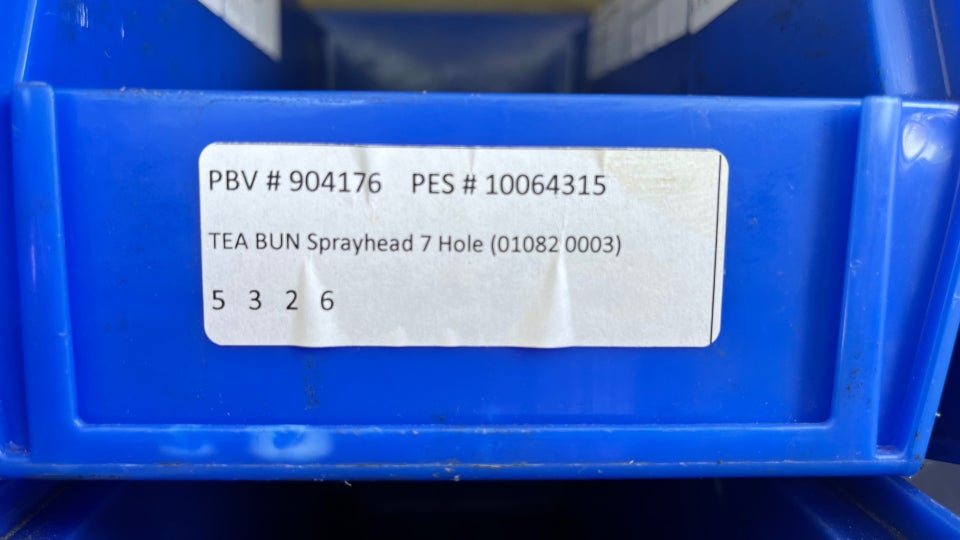 PBV # 904176 PES # 10064315
TEA BUN Sprayhead 7 Hole (01082 0003)
5 3 2 6